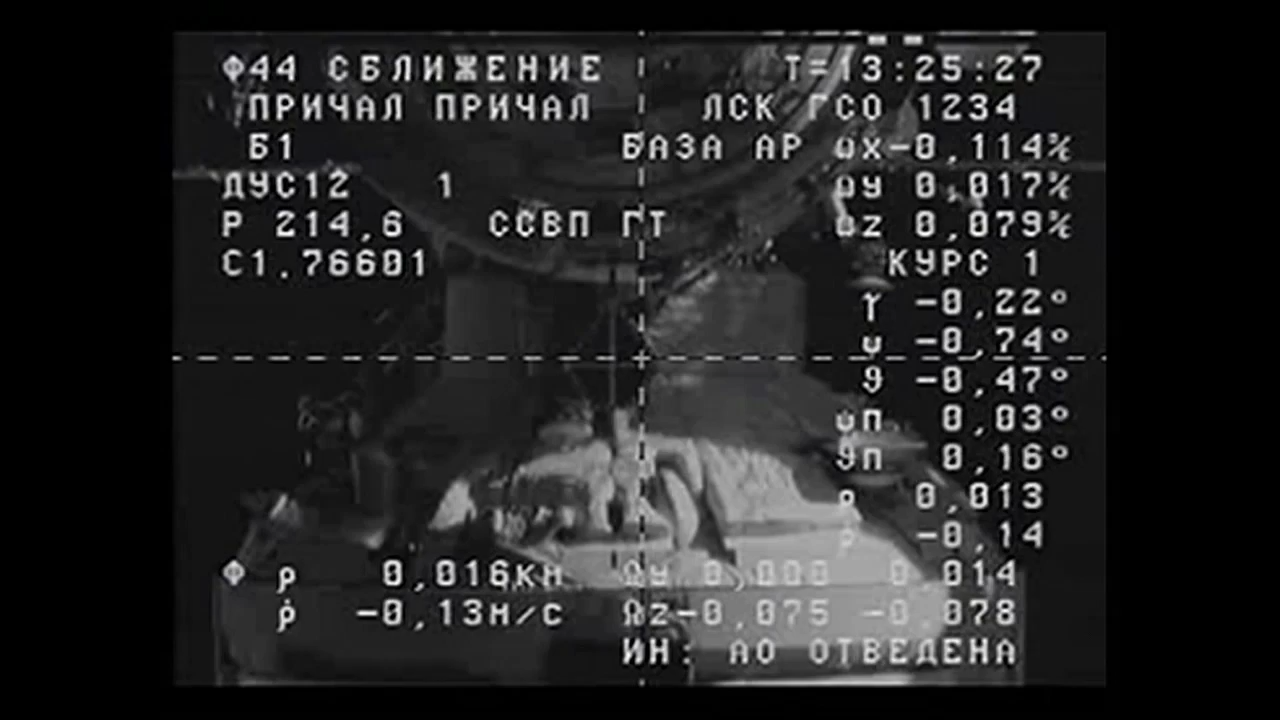 Ф44 СБЛИЖЕНИЕ T=13:25:27
ПРИЧАЛ ПРИЧАЛ ЛСК ГСО 1234
Б1 БАЗА АР ωx-0,114%
ДУС12 1 ωy 0,017%
Р 214,6 ССВП ГТ ωz 0,079%
С1.76601 КУРС 1
γ -0,22°
ψ -0,74°
ϑ -0,47°
ψп 0,03°
ϑп 0,16°
ρ 0,013
ρ̇ -0,14
Ф ρ 0,016км Ωy 0,000 0,014
ρ̇ -0,13м/с Ωz-0,075 -0,078
ИН: АО ОТВЕДЕНА